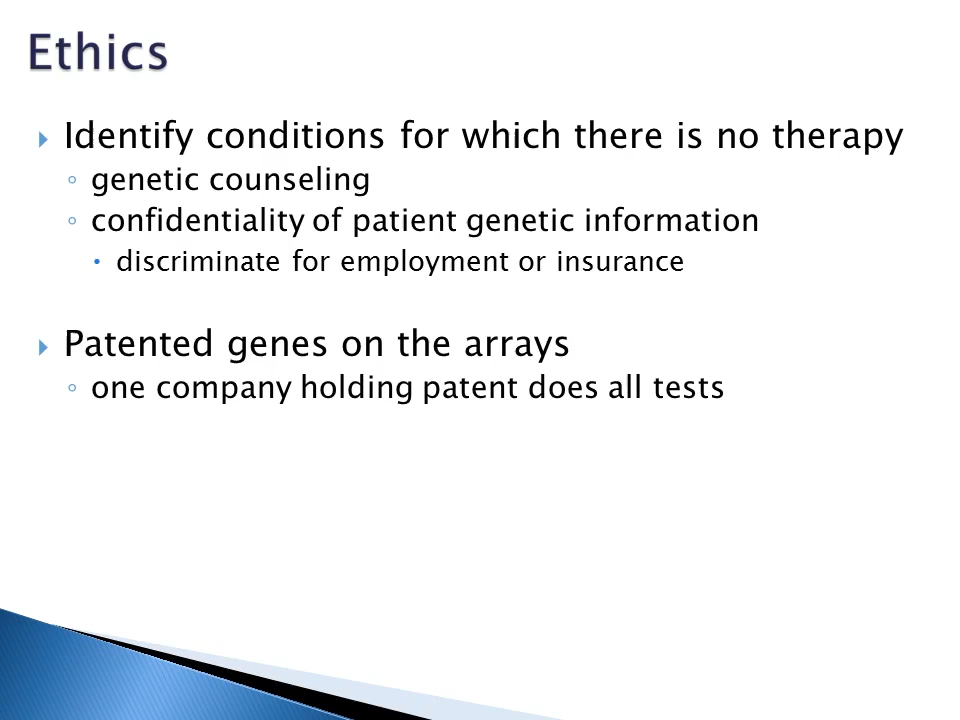 Ethics
Identify conditions for which there is no therapy
genetic counseling
confidentiality of patient genetic information
discriminate for employment or insurance
Patented genes on the arrays
one company holding patent does all tests